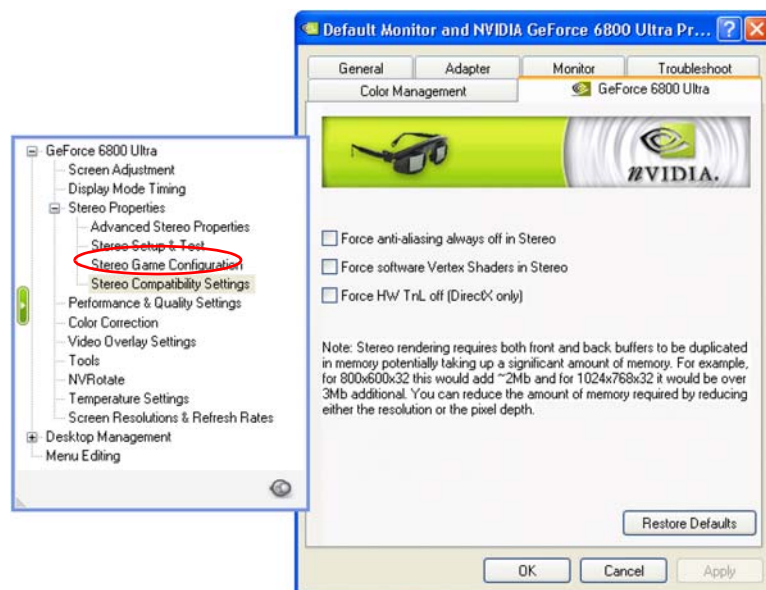 Default Monitor and NVIDIA GeForce 6800 Ultra Pr...
General Adapter Monitor Troubleshoot
Color Management GeForce 6800 Ultra
nVIDIA.
GeForce 6800 Ultra
Screen Adjustment
Display Mode Timing
Stereo Properties
Advanced Stereo Properties
Stereo Setup & Test
Stereo Game Configuration
Stereo Compatibility Settings
Performance & Quality Settings
Color Correction
Video Overlay Settings
Tools
NVRotate
Temperature Settings
Screen Resolutions & Refresh Rates
Desktop Management
Menu Editing
Force anti-aliasing always off in Stereo
Force software Vertex Shaders in Stereo
Force HW TnL off (DirectX only)
Note: Stereo rendering requires both front and back buffers to be duplicated
in memory potentially taking up a significant amount of memory. For example,
for 800x600x32 this would add ~2Mb and for 1024x768x32 it would be over
3Mb additional. You can reduce the amount of memory required by reducing
either the resolution or the pixel depth.
Restore Defaults
OK Cancel Apply